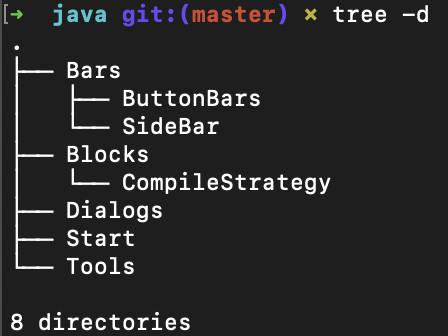 [➜  java git:(master) ✗ tree -d
.
├── Bars
│   ├── ButtonBars
│   └── SideBar
├── Blocks
│   └── CompileStrategy
├── Dialogs
├── Start
└── Tools

8 directories